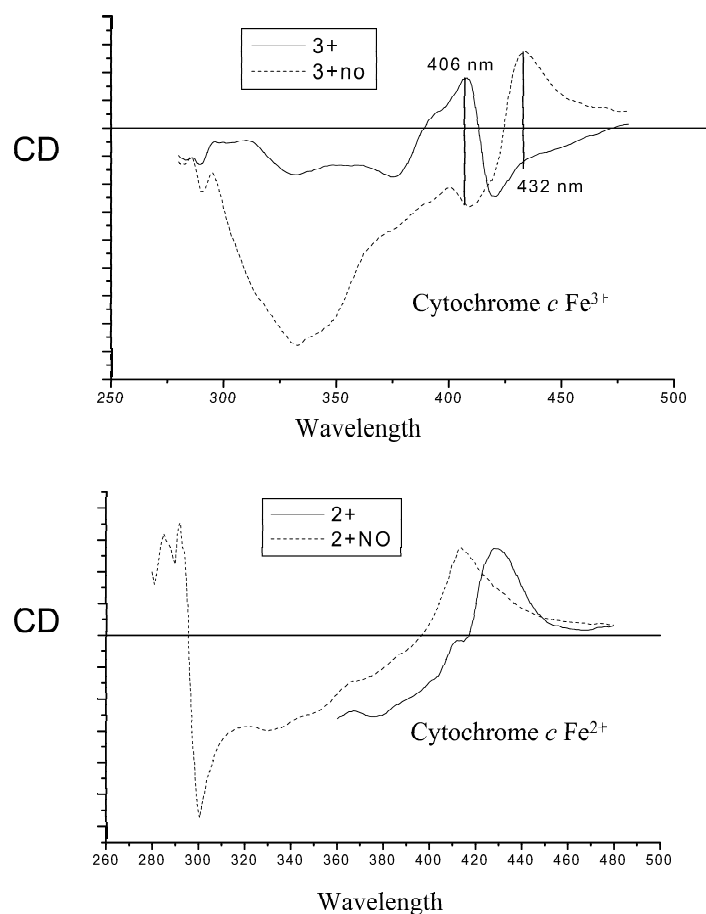 3+
3+no
406 nm
CD
432 nm
Cytochrome c Fe³⁺
250 300 350 400 450 500
Wavelength
2+
2+NO
CD
Cytochrome c Fe²⁺
260 280 300 320 340 360 380 400 420 440 460 480 500
Wavelength